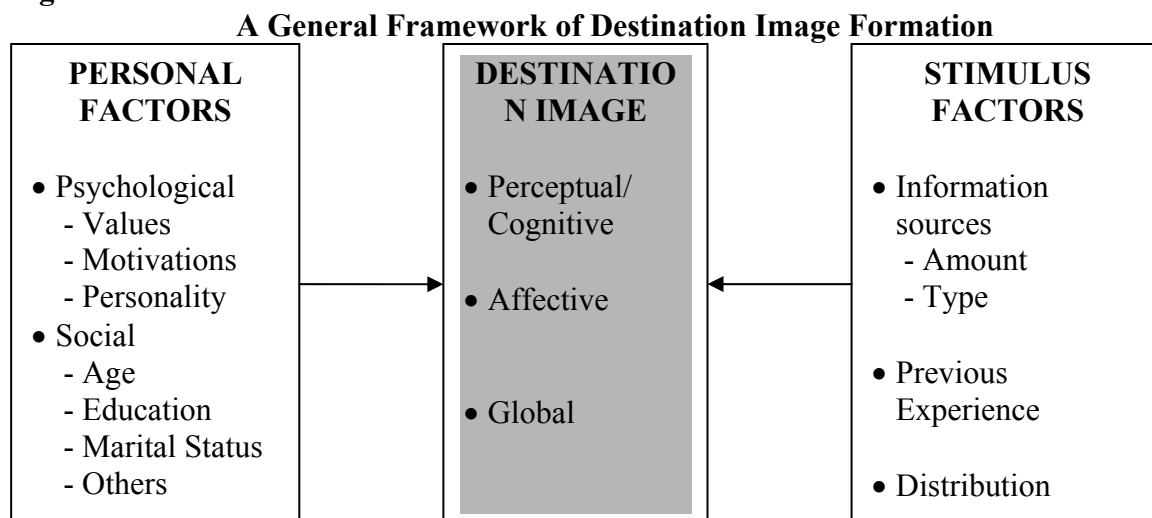 A General Framework of Destination Image Formation
PERSONAL
FACTORS
• Psychological
- Values
- Motivations
- Personality
• Social
- Age
- Education
- Marital Status
- Others
DESTINATIO
N IMAGE
• Perceptual/
Cognitive
• Affective
• Global
STIMULUS
FACTORS
• Information
sources
- Amount
- Type
• Previous
Experience
• Distribution